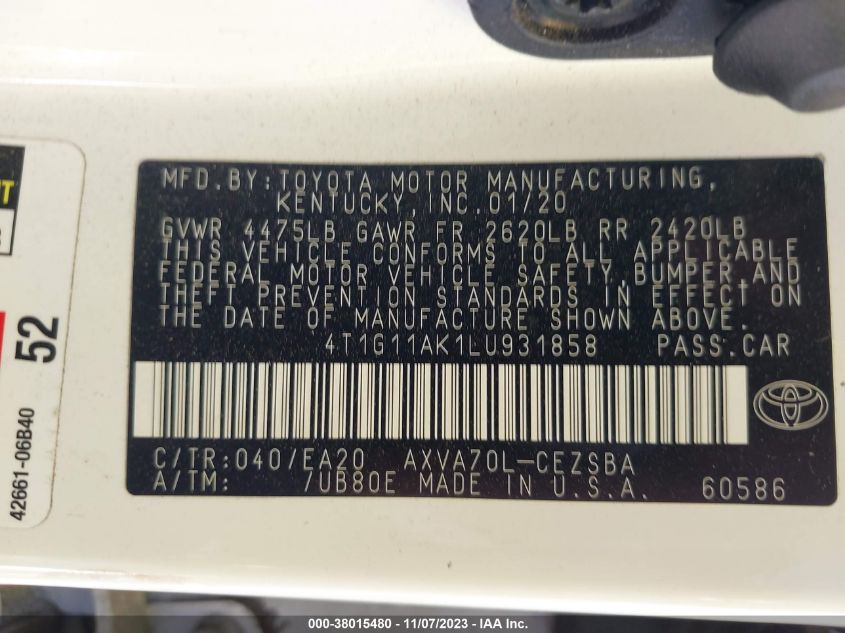 MFD.BY:TOYOTA MOTOR MANUFACTURING,
KENTUCKY,INC.01/20
GVWR 4475LB GAWR FR 2620LB RR 2420LB
THIS VEHICLE CONFORMS TO ALL APPLICABLE
FEDERAL MOTOR VEHICLE SAFETY,BUMPER,AND
THEFT PREVENTION STANDARDS IN EFFECT ON
THE DATE OF MANUFACTURE SHOWN ABOVE.
4T1G11AK1LU931858 PASS.CAR
C/TR:040/EA20 AXVA70L-CEZSBA
A/TM: 7UB80E MADE IN U.S.A. 60586
52
42661-06B40
000-38015480 - 11/07/2023 - IAA Inc.